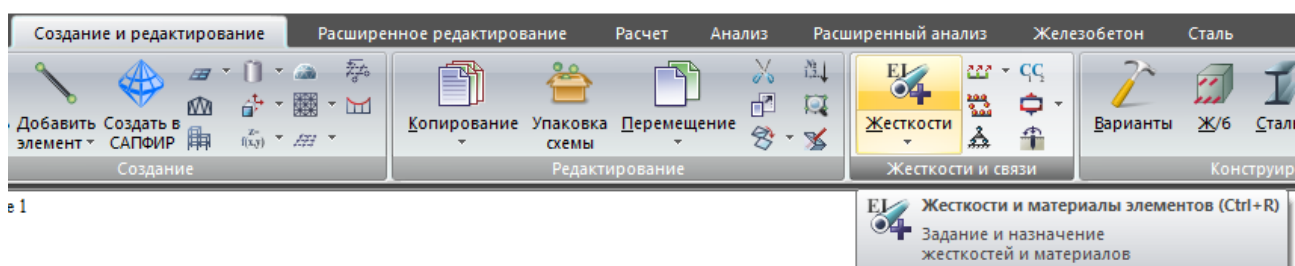 Создание и редактирование Расширенное редактирование Расчет Анализ Расширенный анализ Железобетон Сталь
Добавить элемент
Создать в САПФИР
f(x,y)
Копирование
Упаковка схемы
Перемещение
EI
Жесткости
CC
Варианты
Ж/б
Стал
Создание Редактирование Жесткости и связи Конструир
е 1
EI
Жесткости и материалы элементов (Ctrl+R)
Задание и назначение
жесткостей и материалов